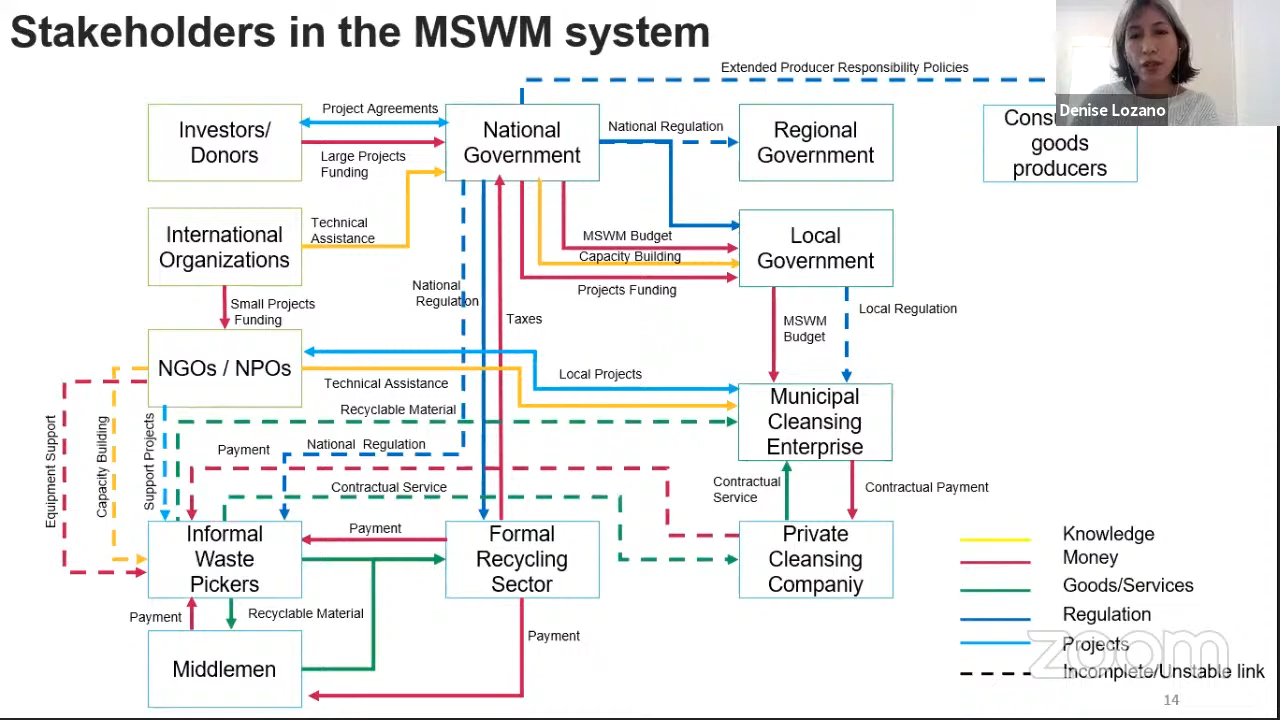 Stakeholders in the MSWM system
Extended Producer Responsibility Policies
Denise Lozano
Investors/
Donors
Project Agreements
Large Projects
Funding
National
Government
National Regulation
Regional
Government
goods
producers
International
Organizations
Technical
Assistance
MSWM Budget
Capacity Building
Projects Funding
Local
Government
Small Projects
Funding
National
Regulation
Taxes
MSWM
Budget
Local Regulation
NGOs / NPOs
Technical Assistance
Local Projects
Recyclable Material
Municipal
Cleansing
Enterprise
Equipment Support
Capacity Building
Support Projects
Payment
National Regulation
Contractual Service
Contractual
Service
Contractual Payment
Informal
Waste
Pickers
Payment
Formal
Recycling
Sector
Private
Cleansing
Companiy
Payment
Recyclable Material
Payment
Middlemen
Knowledge
Money
Goods/Services
Regulation
Projects
Incomplete/Unstable link
zoom
14